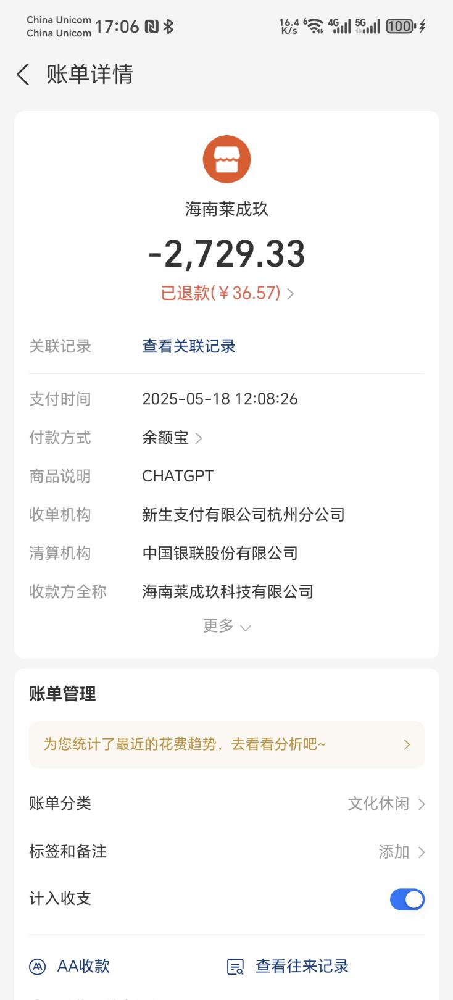 China Unicom
China Unicom
17:06
16.4 K/s 6 4G 5G 100
账单详情
海南莱成玖
-2,729.33
已退款(￥36.57)
关联记录 查看关联记录
支付时间 2025-05-18 12:08:26
付款方式 余额宝
商品说明 CHATGPT
收单机构 新生支付有限公司杭州分公司
清算机构 中国银联股份有限公司
收款方全称 海南莱成玖科技有限公司
更多
账单管理
为您统计了最近的花费趋势，去看看分析吧~
账单分类 文化休闲
标签和备注 添加
计入收支
AA收款 查看往来记录